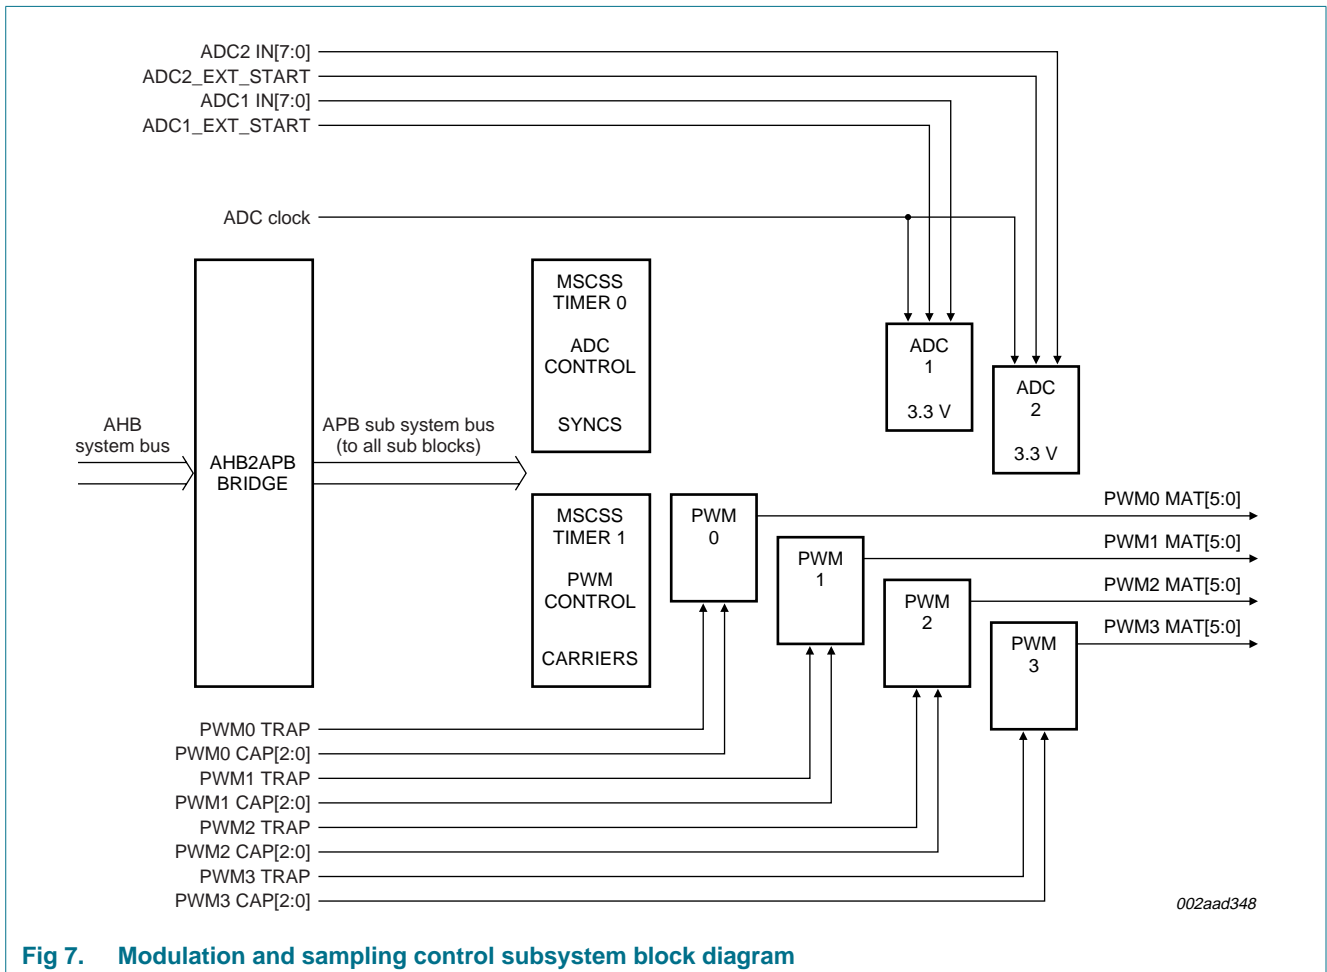 ADC2 IN[7:0]
ADC2_EXT_START
ADC1 IN[7:0]
ADC1_EXT_START
ADC clock
AHB
system bus
AHB2APB
BRIDGE
APB sub system bus
(to all sub blocks)
MSCSS
TIMER 0
ADC
CONTROL
SYNCS
MSCSS
TIMER 1
PWM
CONTROL
CARRIERS
ADC
1
3.3 V
ADC
2
3.3 V
PWM
0
PWM
1
PWM
2
PWM
3
PWM0 MAT[5:0]
PWM1 MAT[5:0]
PWM2 MAT[5:0]
PWM3 MAT[5:0]
PWM0 TRAP
PWM0 CAP[2:0]
PWM1 TRAP
PWM1 CAP[2:0]
PWM2 TRAP
PWM2 CAP[2:0]
PWM3 TRAP
PWM3 CAP[2:0]
002aad348
Fig 7. Modulation and sampling control subsystem block diagram